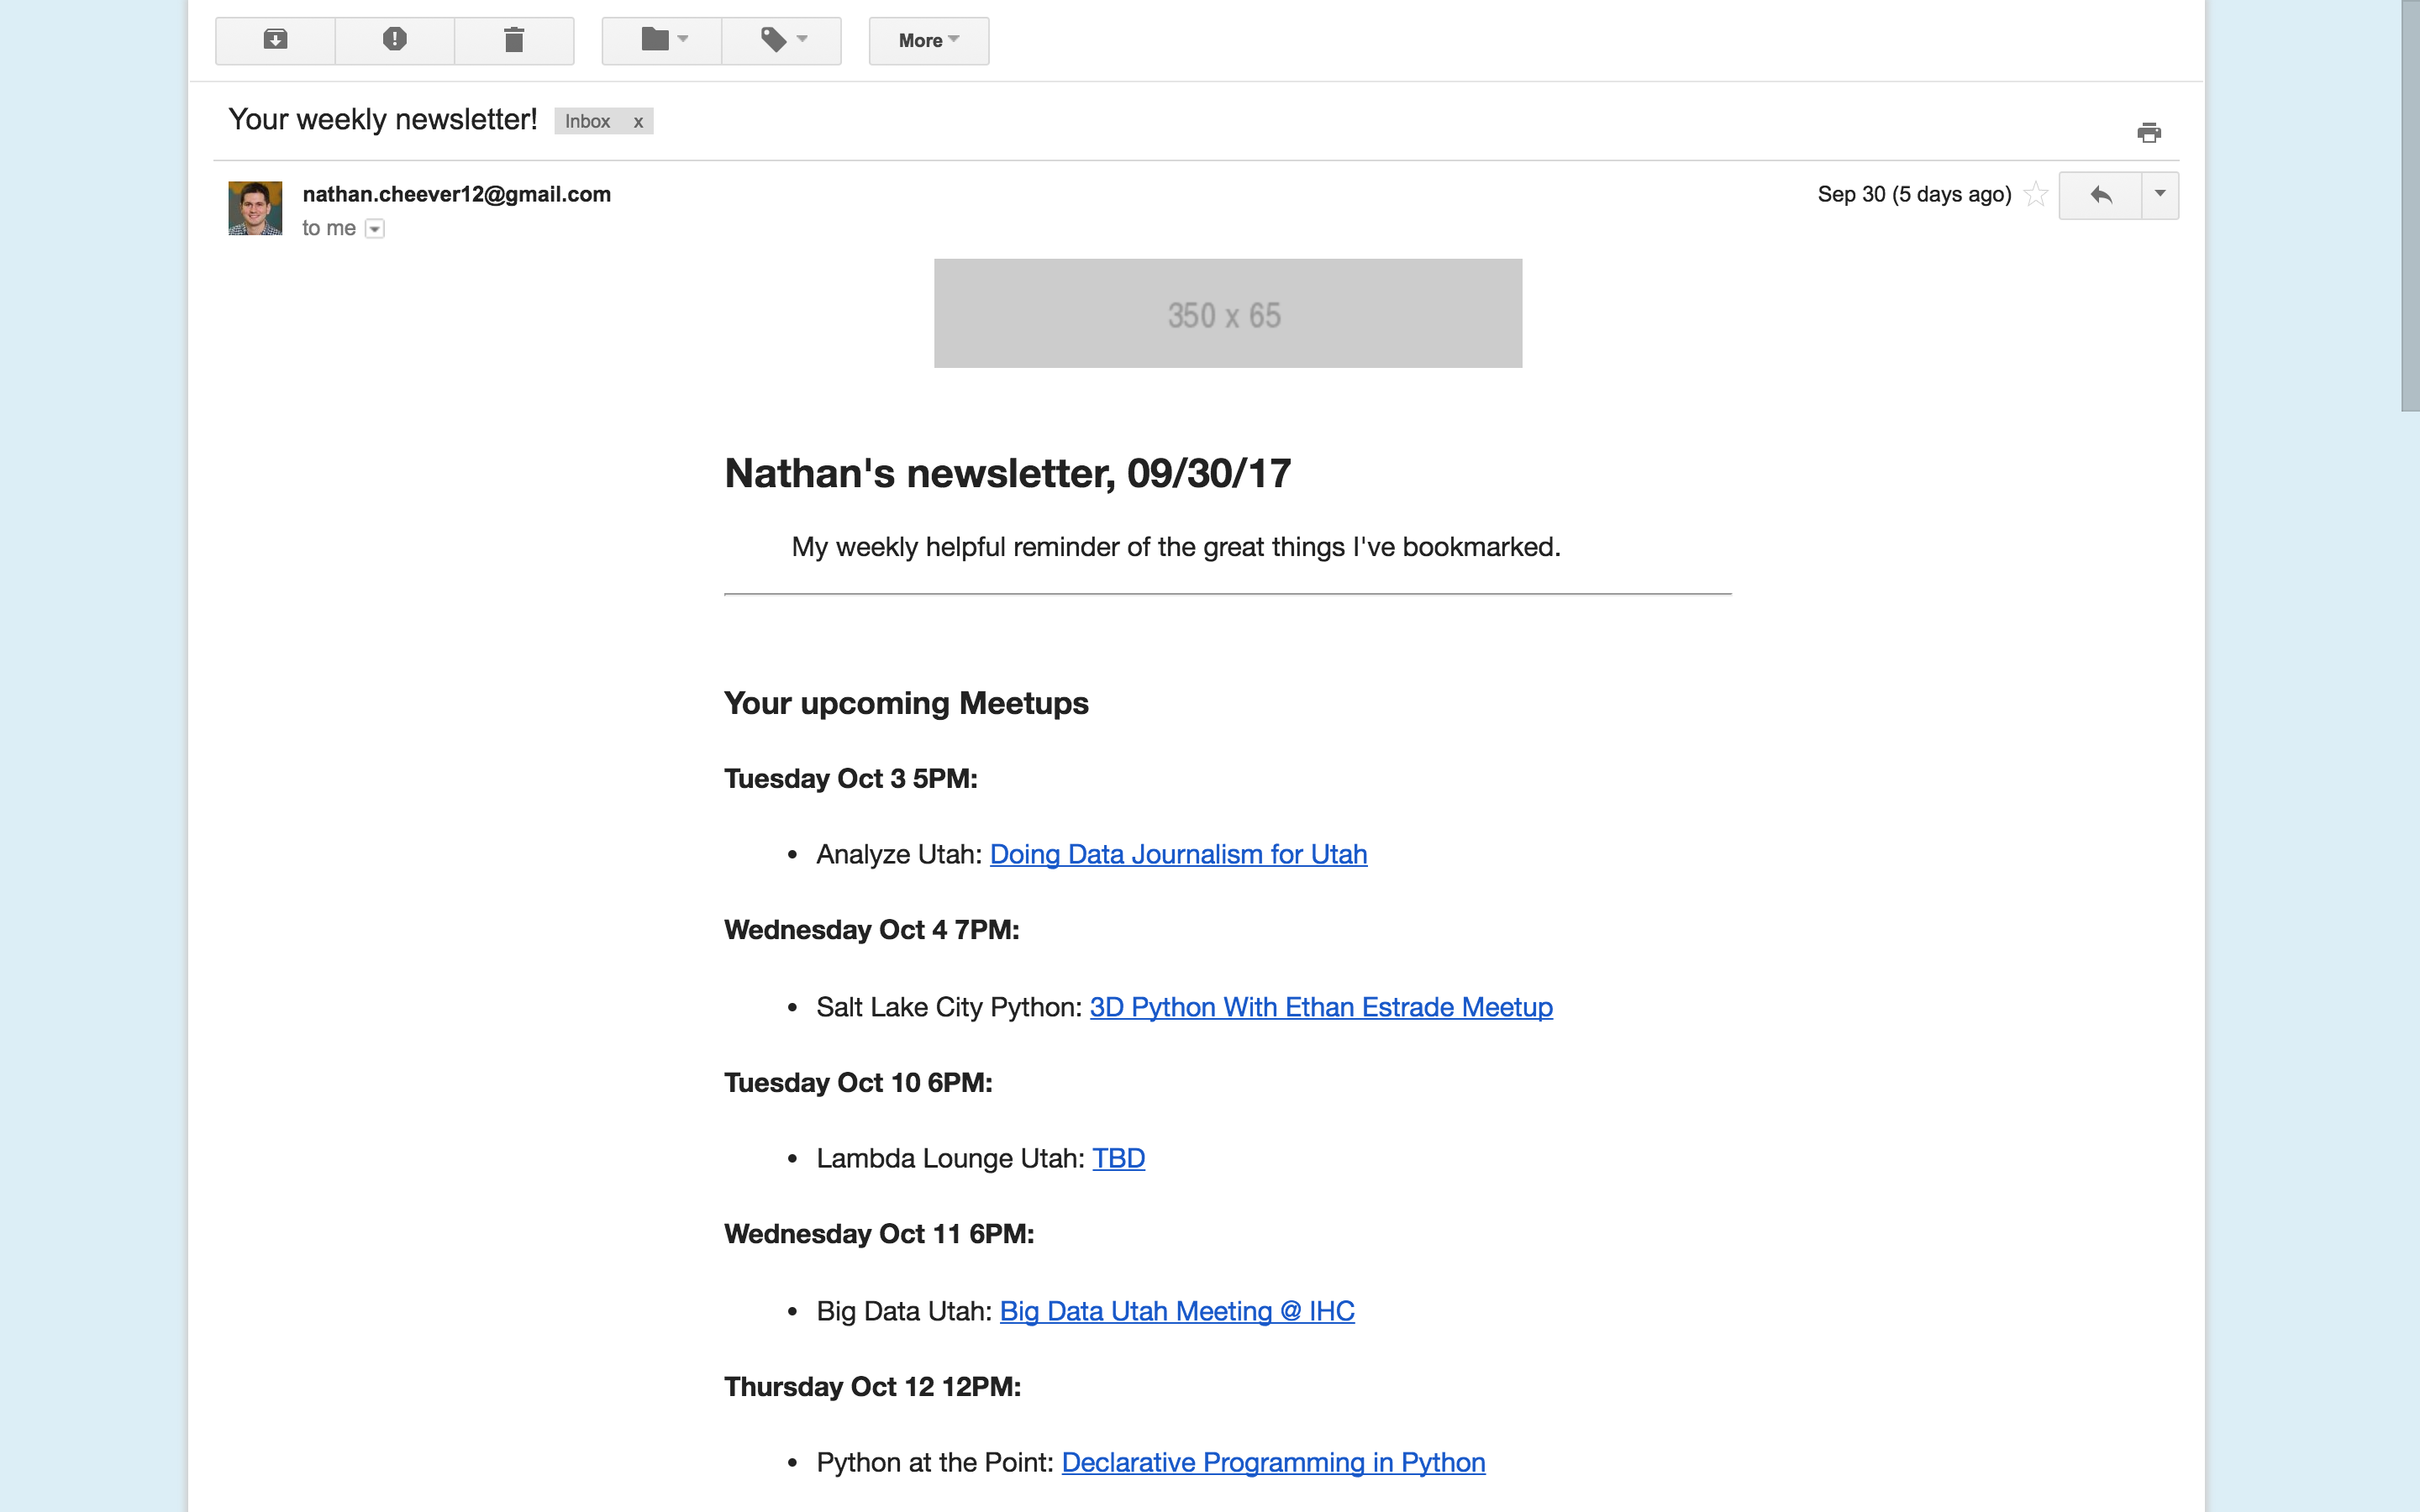 More
Your weekly newsletter! Inbox x
nathan.cheever12@gmail.com
Sep 30 (5 days ago)
to me
350 x 65
Nathan's newsletter, 09/30/17
My weekly helpful reminder of the great things I've bookmarked.
Your upcoming Meetups
Tuesday Oct 3 5PM:
• Analyze Utah: Doing Data Journalism for Utah
Wednesday Oct 4 7PM:
• Salt Lake City Python: 3D Python With Ethan Estrade Meetup
Tuesday Oct 10 6PM:
• Lambda Lounge Utah: TBD
Wednesday Oct 11 6PM:
• Big Data Utah: Big Data Utah Meeting @ IHC
Thursday Oct 12 12PM:
• Python at the Point: Declarative Programming in Python